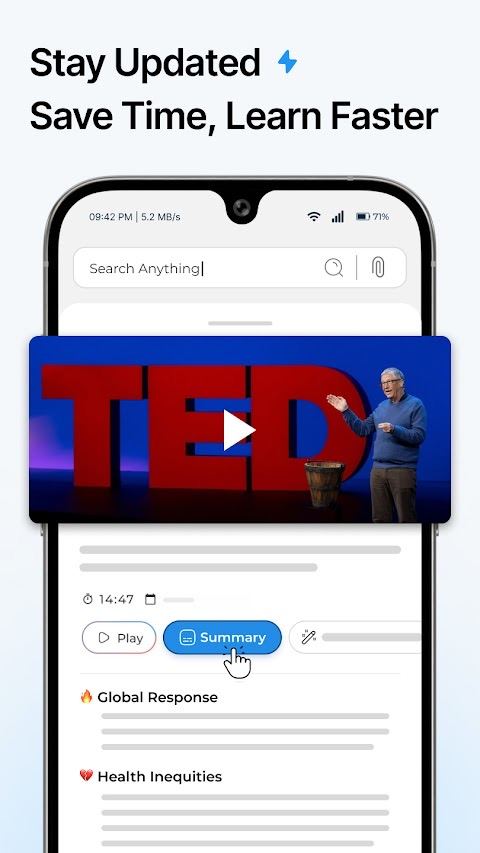 Stay Updated
Save Time, Learn Faster
09:42 PM | 5.2 MB/s
71%
Search Anything
TED
14:47
Play
Summary
Global Response
Health Inequities